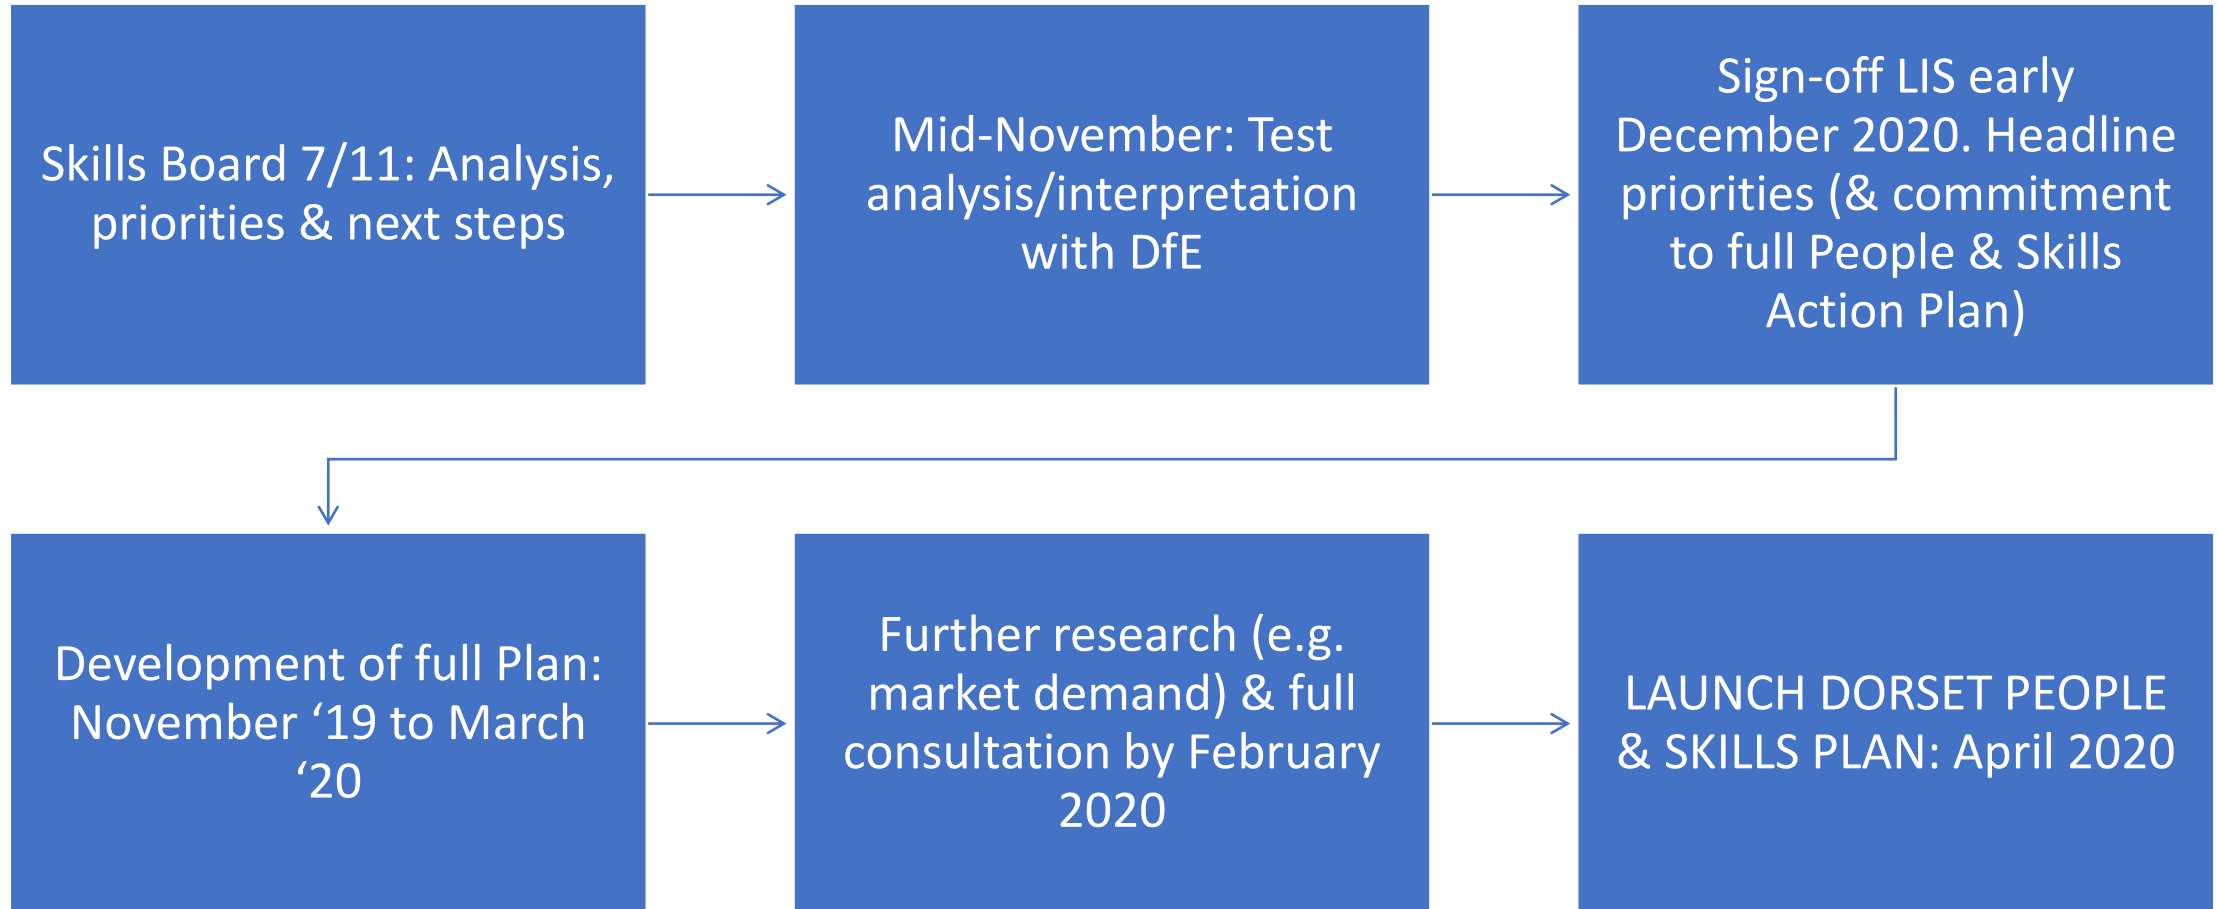 Skills Board 7/11: Analysis,
priorities & next steps
Mid-November: Test
analysis/interpretation
with DfE
Sign-off LIS early
December 2020. Headline
priorities (& commitment
to full People & Skills
Action Plan)
Development of full Plan:
November ‘19 to March
‘20
Further research (e.g.
market demand) & full
consultation by February
2020
LAUNCH DORSET PEOPLE
& SKILLS PLAN: April 2020